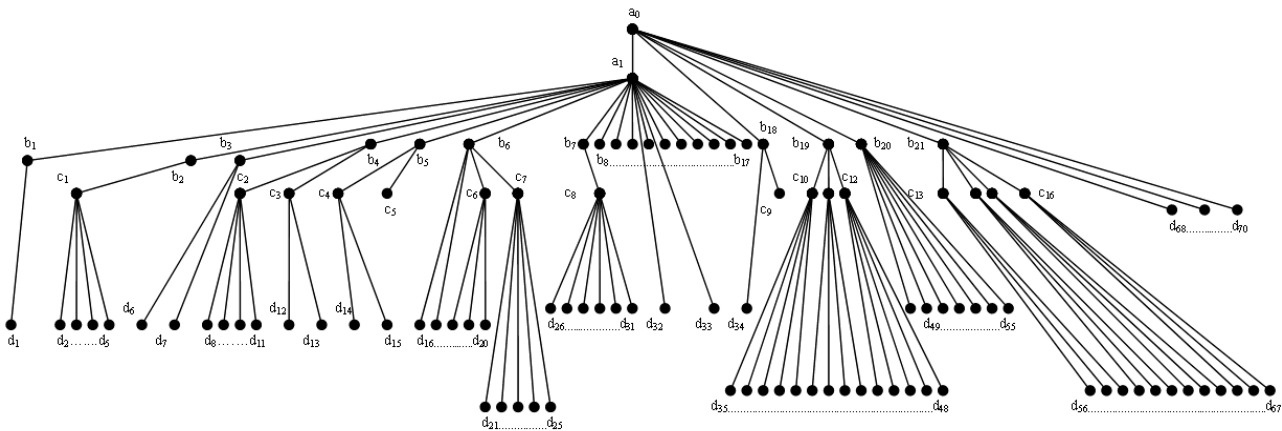 a0
a1
b1 b3 b2 b4 b5 b6 b7 b8 b17 b18 b19 b20 b21
c1 c2 c3 c4 c5 c6 c7 c8 c9 c10 c12 c13 c16
d68 d70
d6 d12 d14 d26 d31 d32 d33 d34 d49 d55
d1 d2 d5 d7 d8 d11 d13 d15 d16 d20
d35 d48 d56 d67
d21 d25